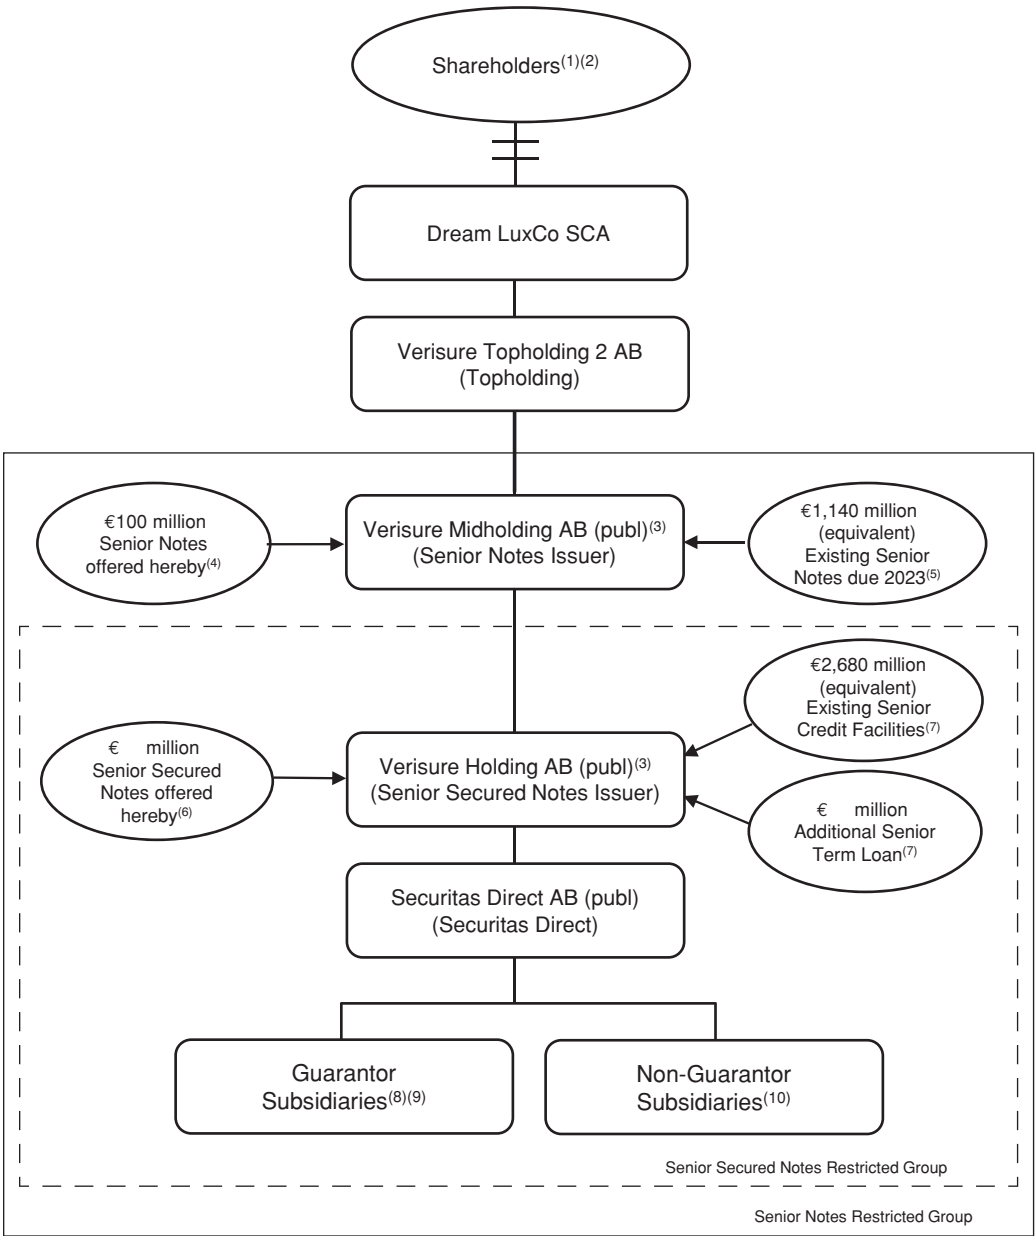 Shareholders(1)(2)
Dream LuxCo SCA
Verisure Topholding 2 AB
(Topholding)
€100 million
Senior Notes
offered hereby(4)
Verisure Midholding AB (publ)(3)
(Senior Notes Issuer)
€1,140 million
(equivalent)
Existing Senior
Notes due 2023(5)
€2,680 million
(equivalent)
Existing Senior
Credit Facilities(7)
€ million
Senior Secured
Notes offered
hereby(6)
Verisure Holding AB (publ)(3)
(Senior Secured Notes Issuer)
€ million
Additional Senior
Term Loan(7)
Securitas Direct AB (publ)
(Securitas Direct)
Guarantor
Subsidiaries(8)(9)
Non-Guarantor
Subsidiaries(10)
Senior Secured Notes Restricted Group
Senior Notes Restricted Group